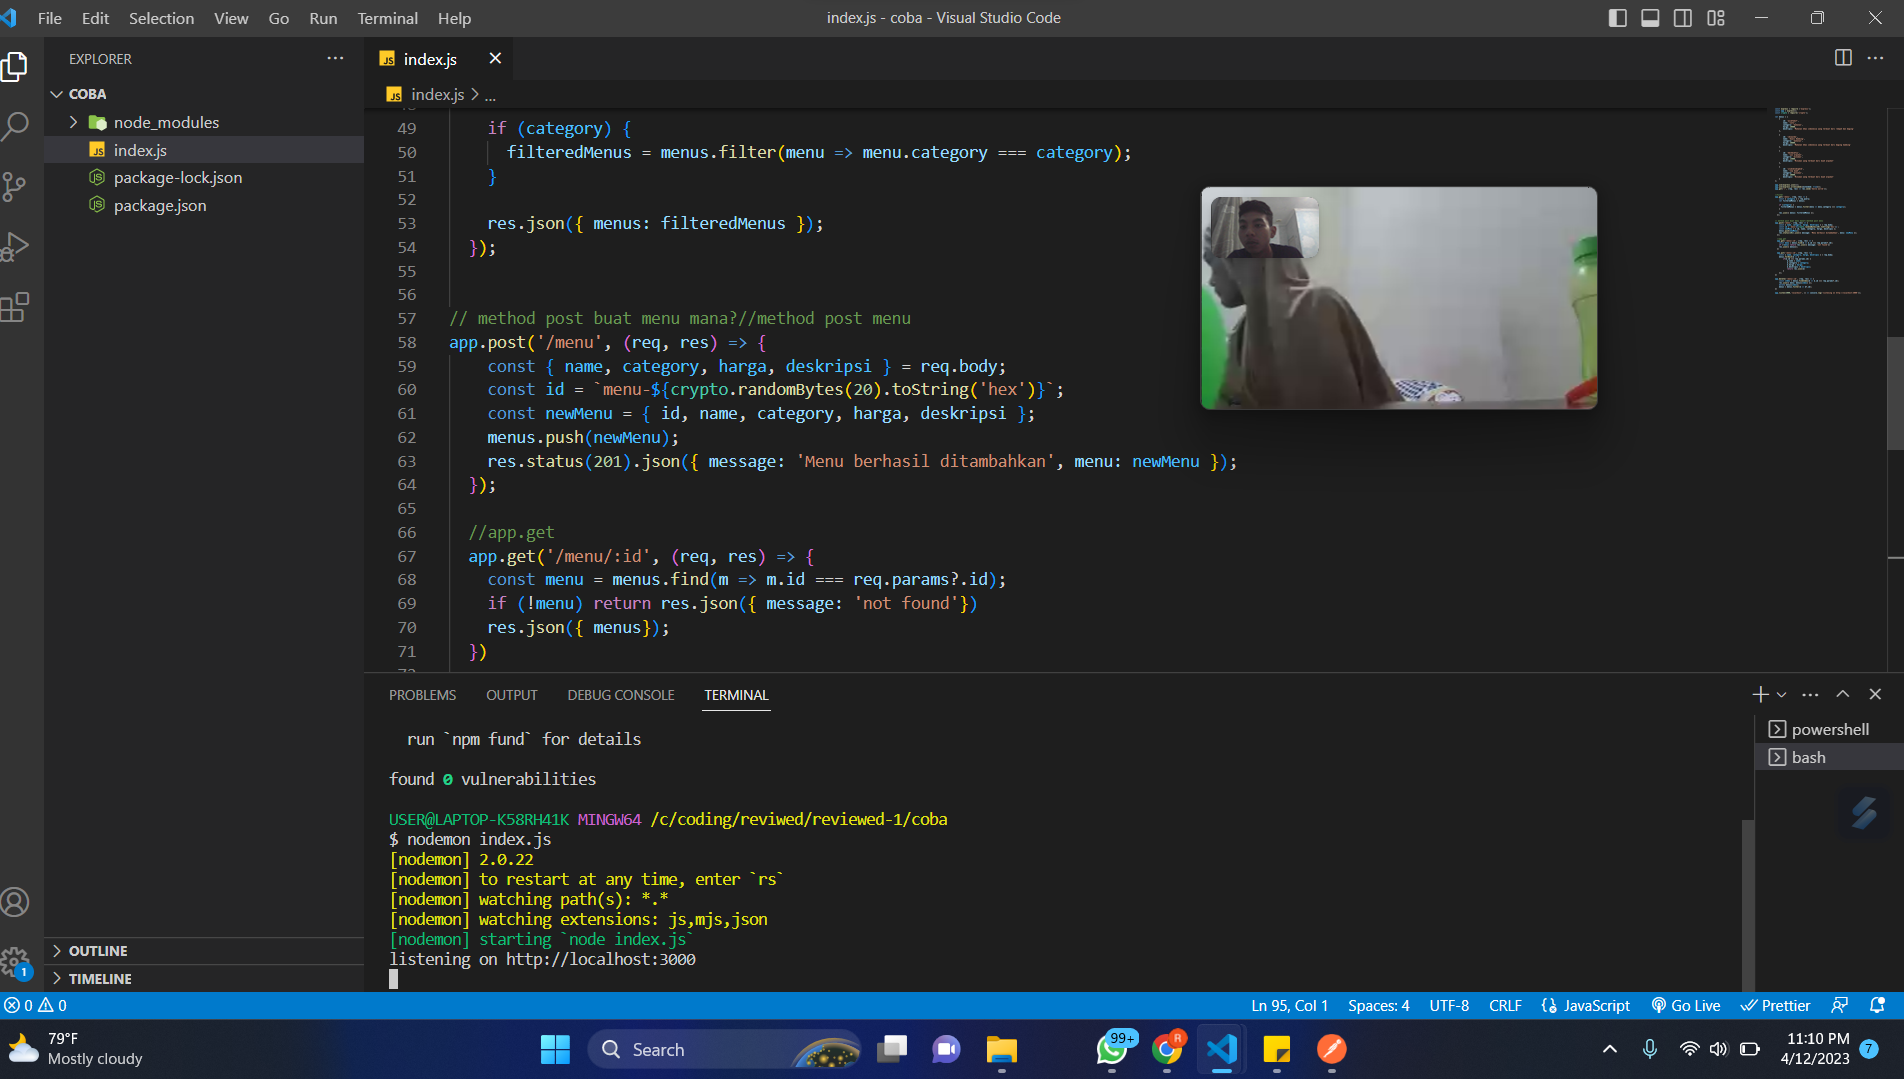 File Edit Selection View Go Run Terminal Help
index.js - coba - Visual Studio Code
EXPLORER
COBA
node_modules
index.js
package-lock.json
package.json
OUTLINE
TIMELINE
index.js
index.js > ...
49 if (category) {
50 filteredMenus = menus.filter(menu => menu.category === category);
51 }
52
53 res.json({ menus: filteredMenus });
54 });
55
56
57 // method post buat menu mana?//method post menu
58 app.post('/menu', (req, res) => {
59 const { name, category, harga, deskripsi } = req.body;
60 const id = `menu-${crypto.randomBytes(20).toString('hex')}`;
61 const newMenu = { id, name, category, harga, deskripsi };
62 menus.push(newMenu);
63 res.status(201).json({ message: 'Menu berhasil ditambahkan', menu: newMenu });
64 });
65
66 //app.get
67 app.get('/menu/:id', (req, res) => {
68 const menu = menus.find(m => m.id === req.params?.id);
69 if (!menu) return res.json({ message: 'not found'})
70 res.json({ menus});
71 })
PROBLEMS OUTPUT DEBUG CONSOLE TERMINAL
run `npm fund` for details
found 0 vulnerabilities
USER@LAPTOP-K58RH41K MINGW64 /c/coding/reviwed/reviewed-1/coba
$ nodemon index.js
[nodemon] 2.0.22
[nodemon] to restart at any time, enter `rs`
[nodemon] watching path(s): *.*
[nodemon] watching extensions: js,mjs,json
[nodemon] starting `node index.js`
listening on http://localhost:3000
powershell
bash
1
0 0
Ln 95, Col 1 Spaces: 4 UTF-8 CRLF {} JavaScript Go Live Prettier
79°F
Mostly cloudy
Search
99+
R
11:10 PM
4/12/2023
7